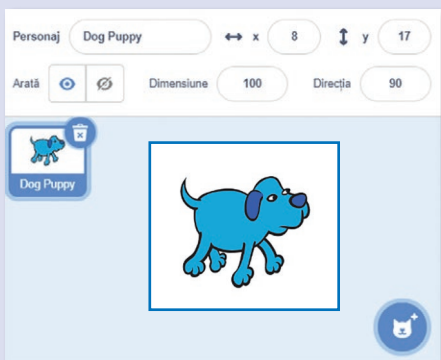 Personaj Dog Puppy x 8 y 17
Arată Dimensiune 100 Direcția 90
Dog Puppy